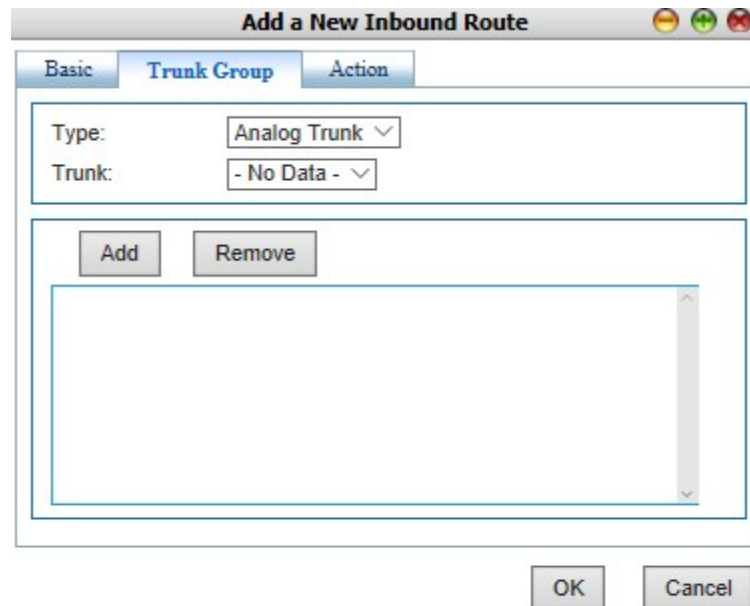 Add a New Inbound Route
Basic Trunk Group Action
Type: Analog Trunk
Trunk: - No Data -
Add Remove
OK Cancel